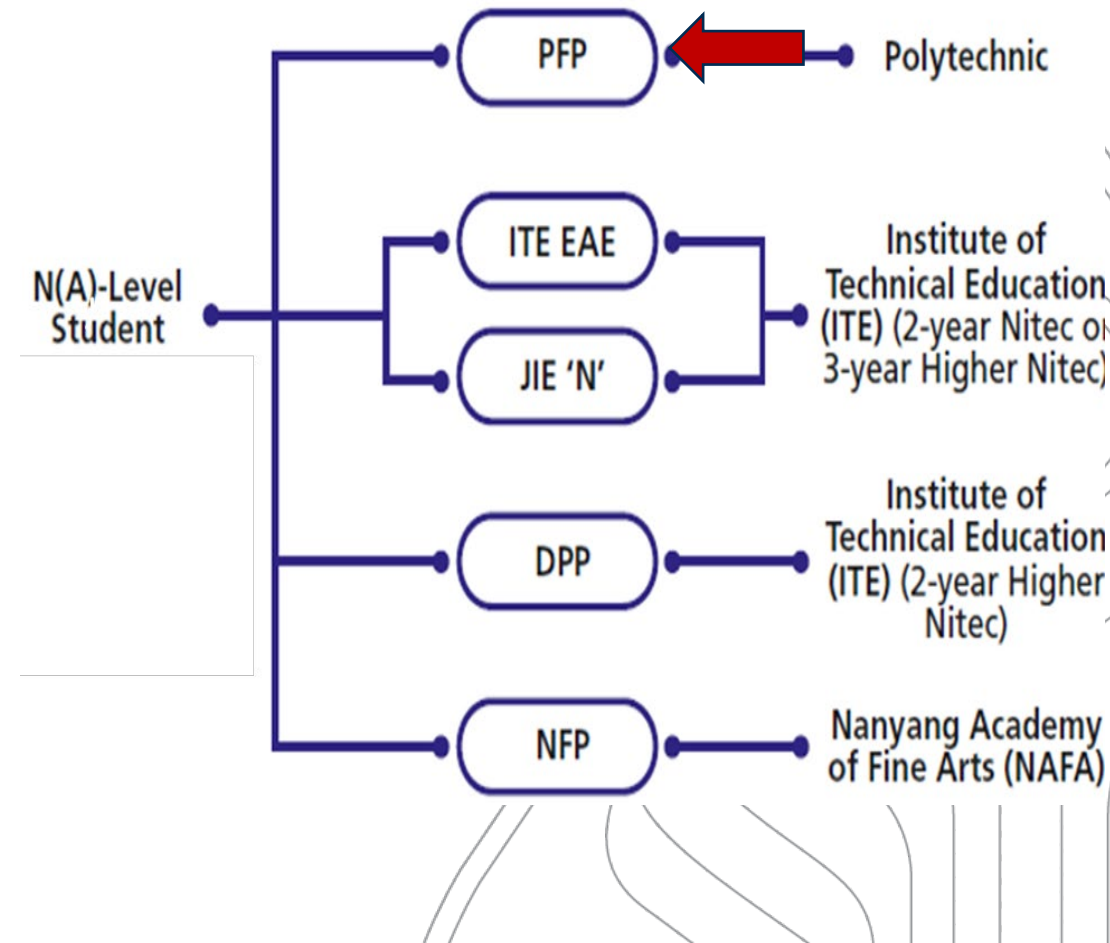 PFP
Polytechnic
N(A)-Level
Student
ITE EAE
JIE ‘N’
Institute of
Technical Education
(ITE) (2-year Nitec or
3-year Higher Nitec)
DPP
Institute of
Technical Education
(ITE) (2-year Higher
Nitec)
NFP
Nanyang Academy
of Fine Arts (NAFA)